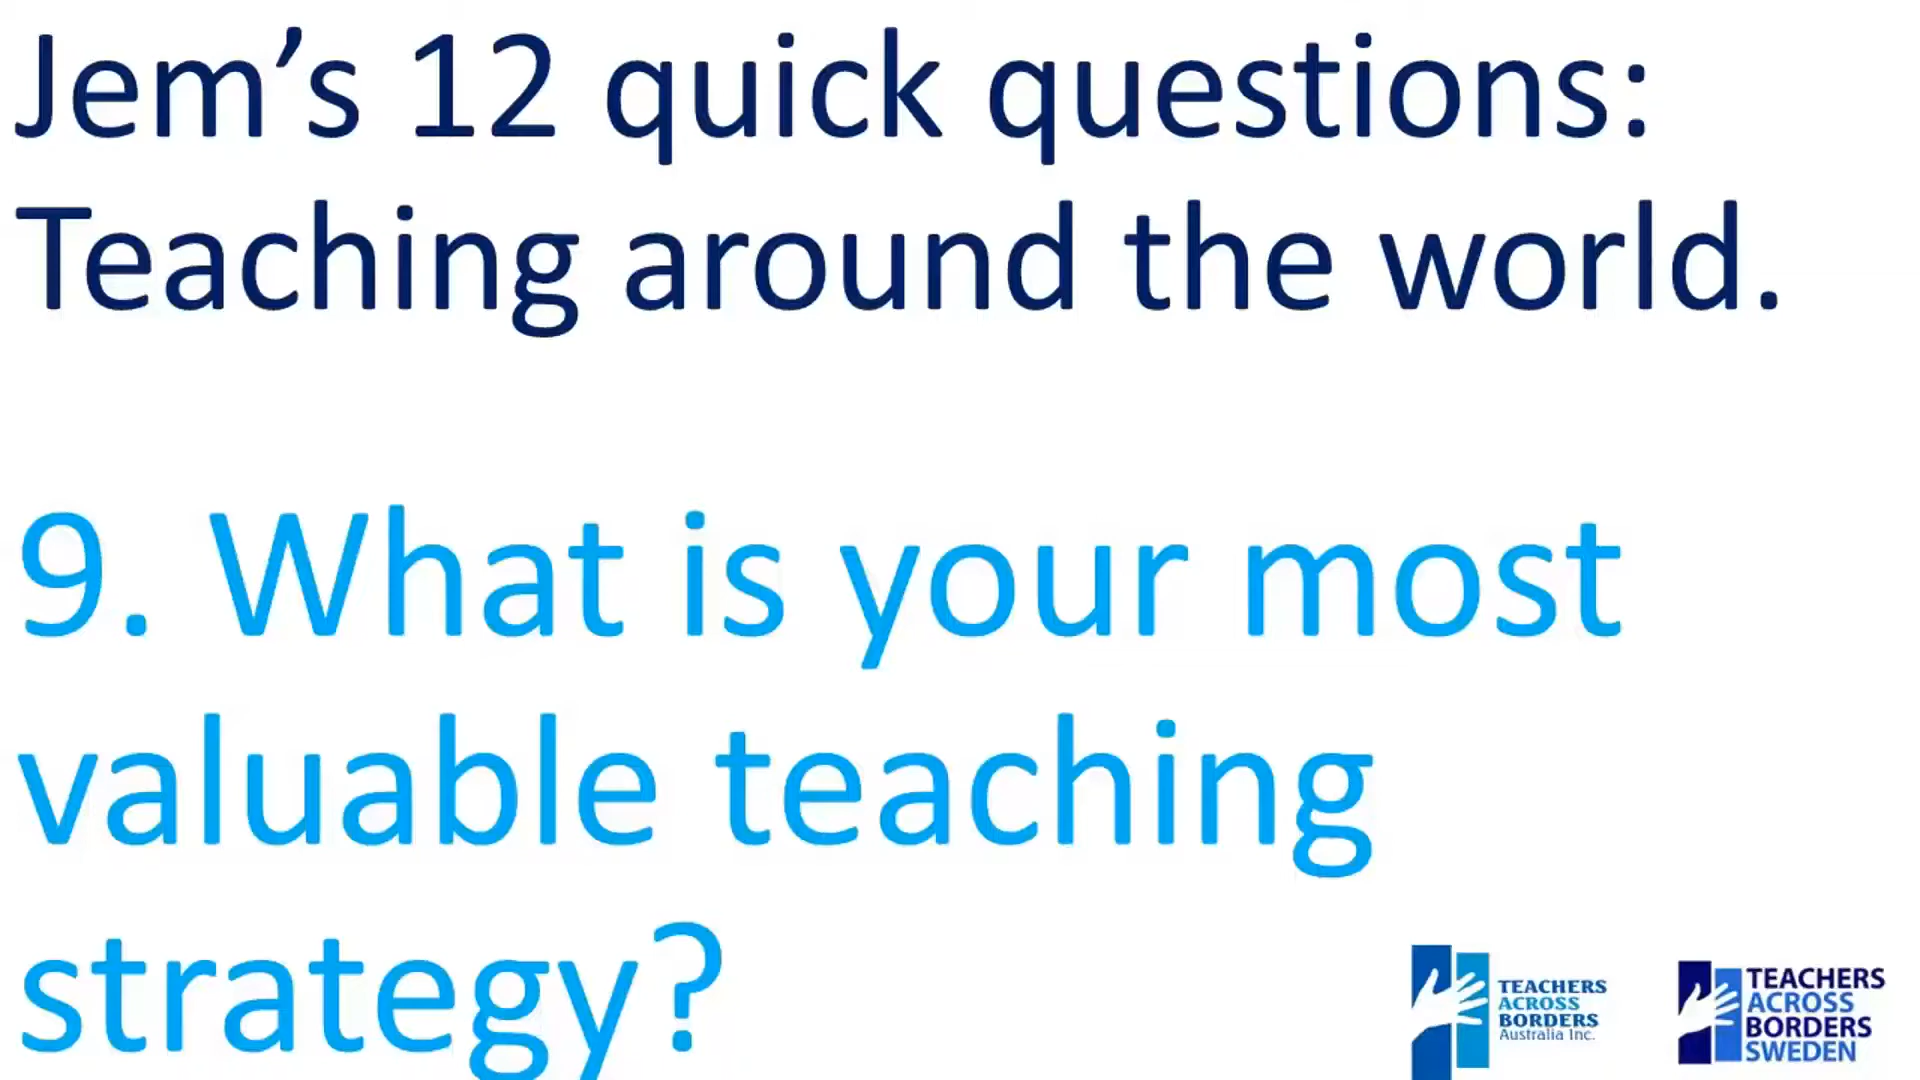 Jem’s 12 quick questions:
Teaching around the world.
9. What is your most
valuable teaching
strategy?
TEACHERS
ACROSS
BORDERS
Australia Inc.
TEACHERS
ACROSS
BORDERS
SWEDEN